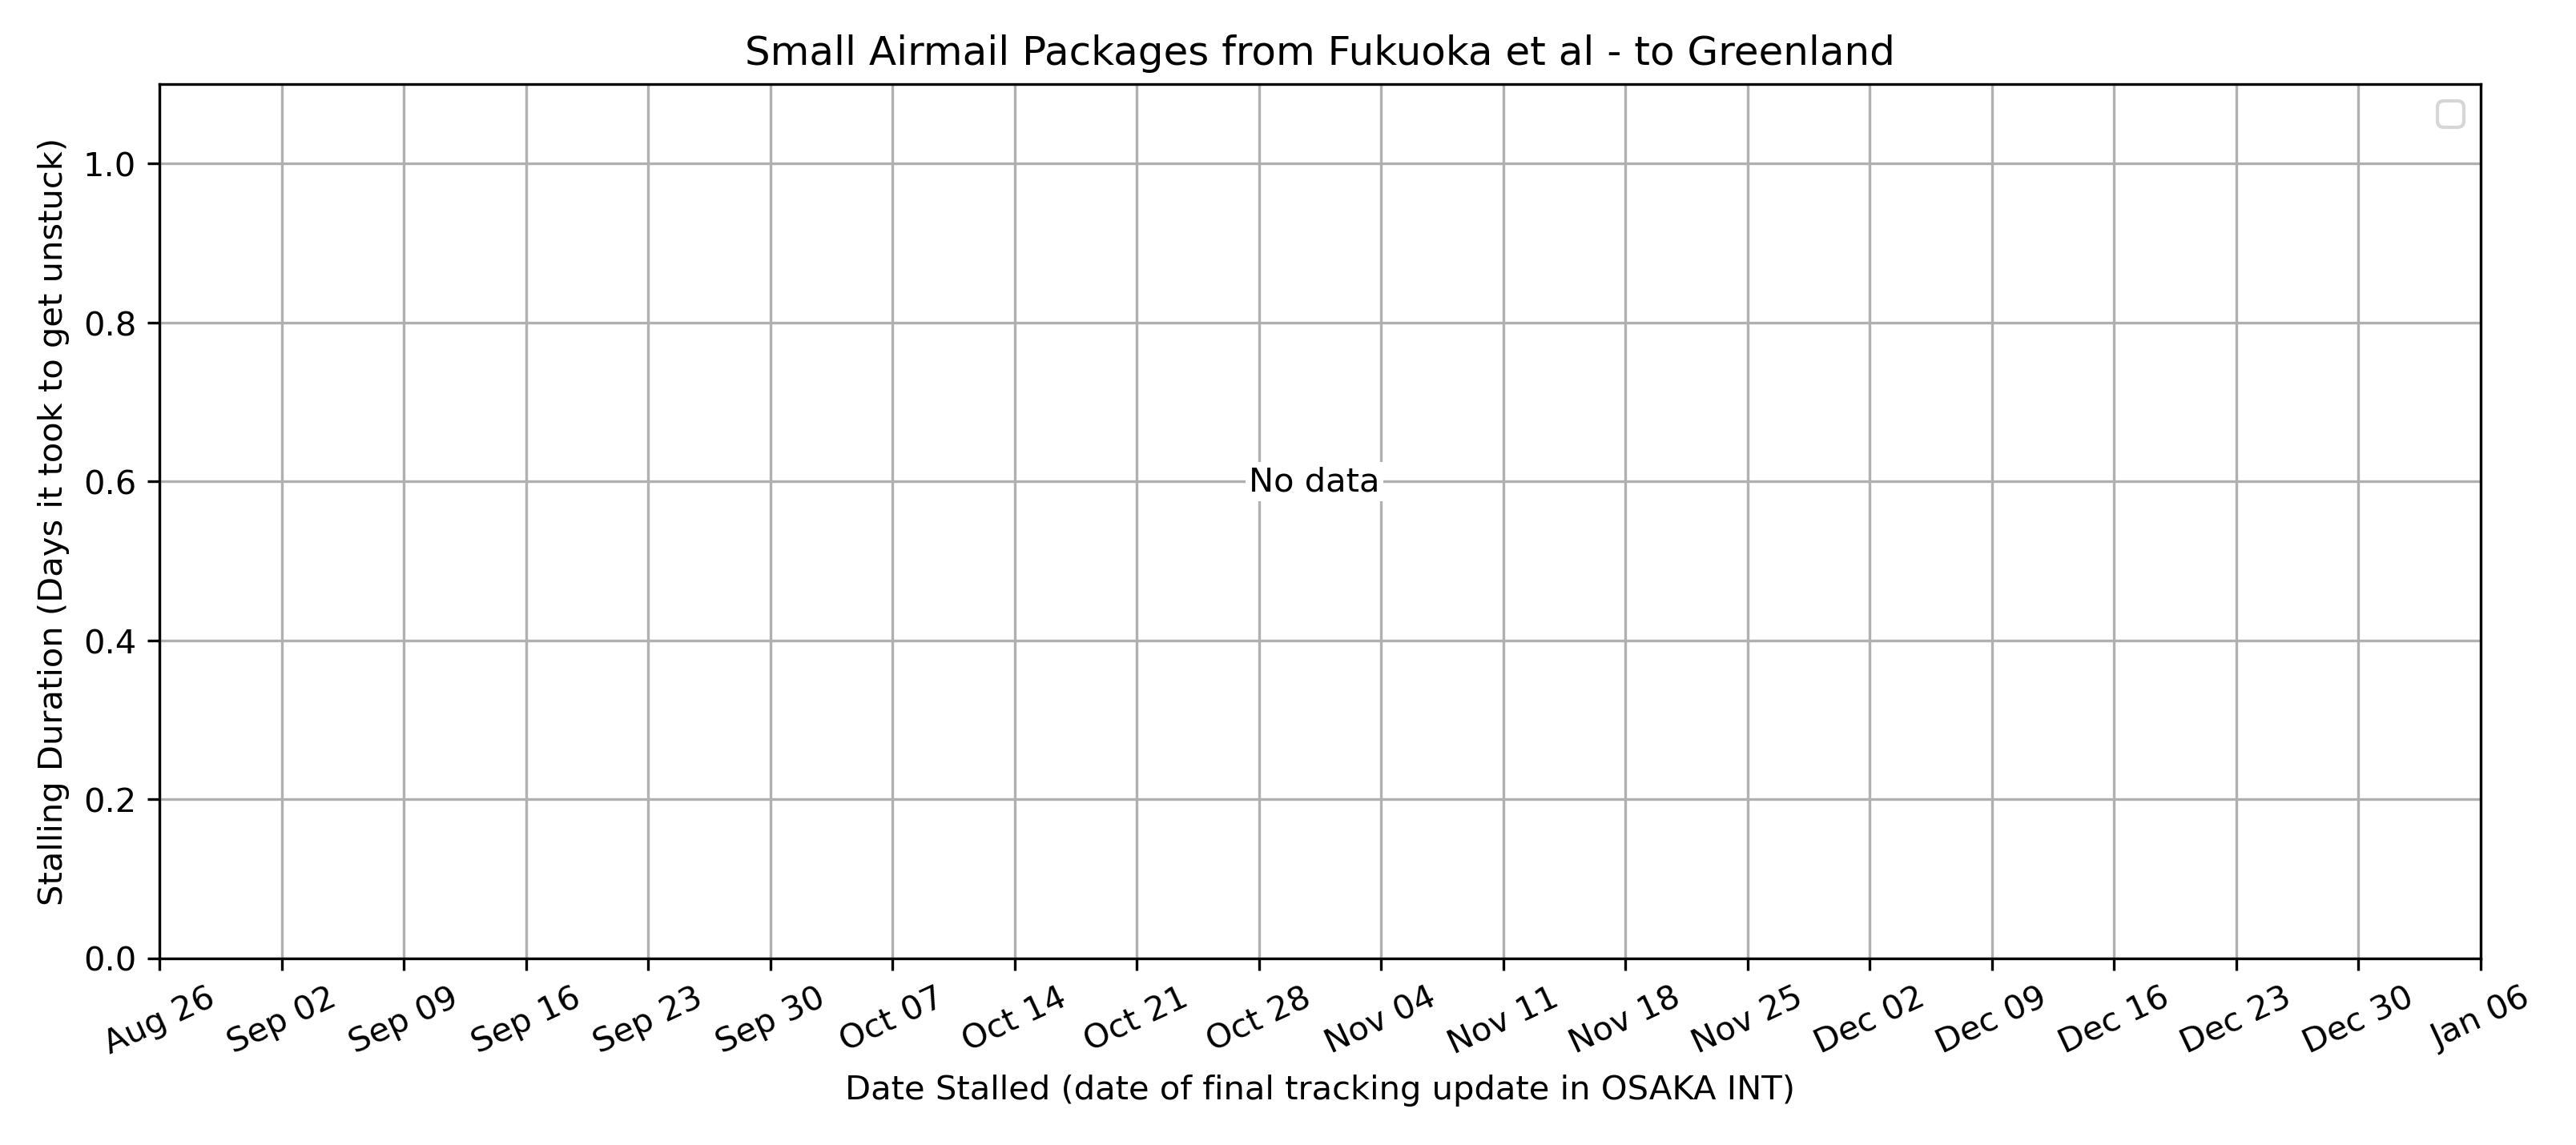 Small Airmail Packages from Fukuoka et al - to Greenland
Stalling Duration (Days it took to get unstuck)
1.0
0.8
0.6
0.4
0.2
0.0
No data
Aug 26
Sep 02
Sep 09
Sep 16
Sep 23
Sep 30
Oct 07
Oct 14
Oct 21
Oct 28
Nov 04
Nov 11
Nov 18
Nov 25
Dec 02
Dec 09
Dec 16
Dec 23
Dec 30
Jan 06
Date Stalled (date of final tracking update in OSAKA INT)